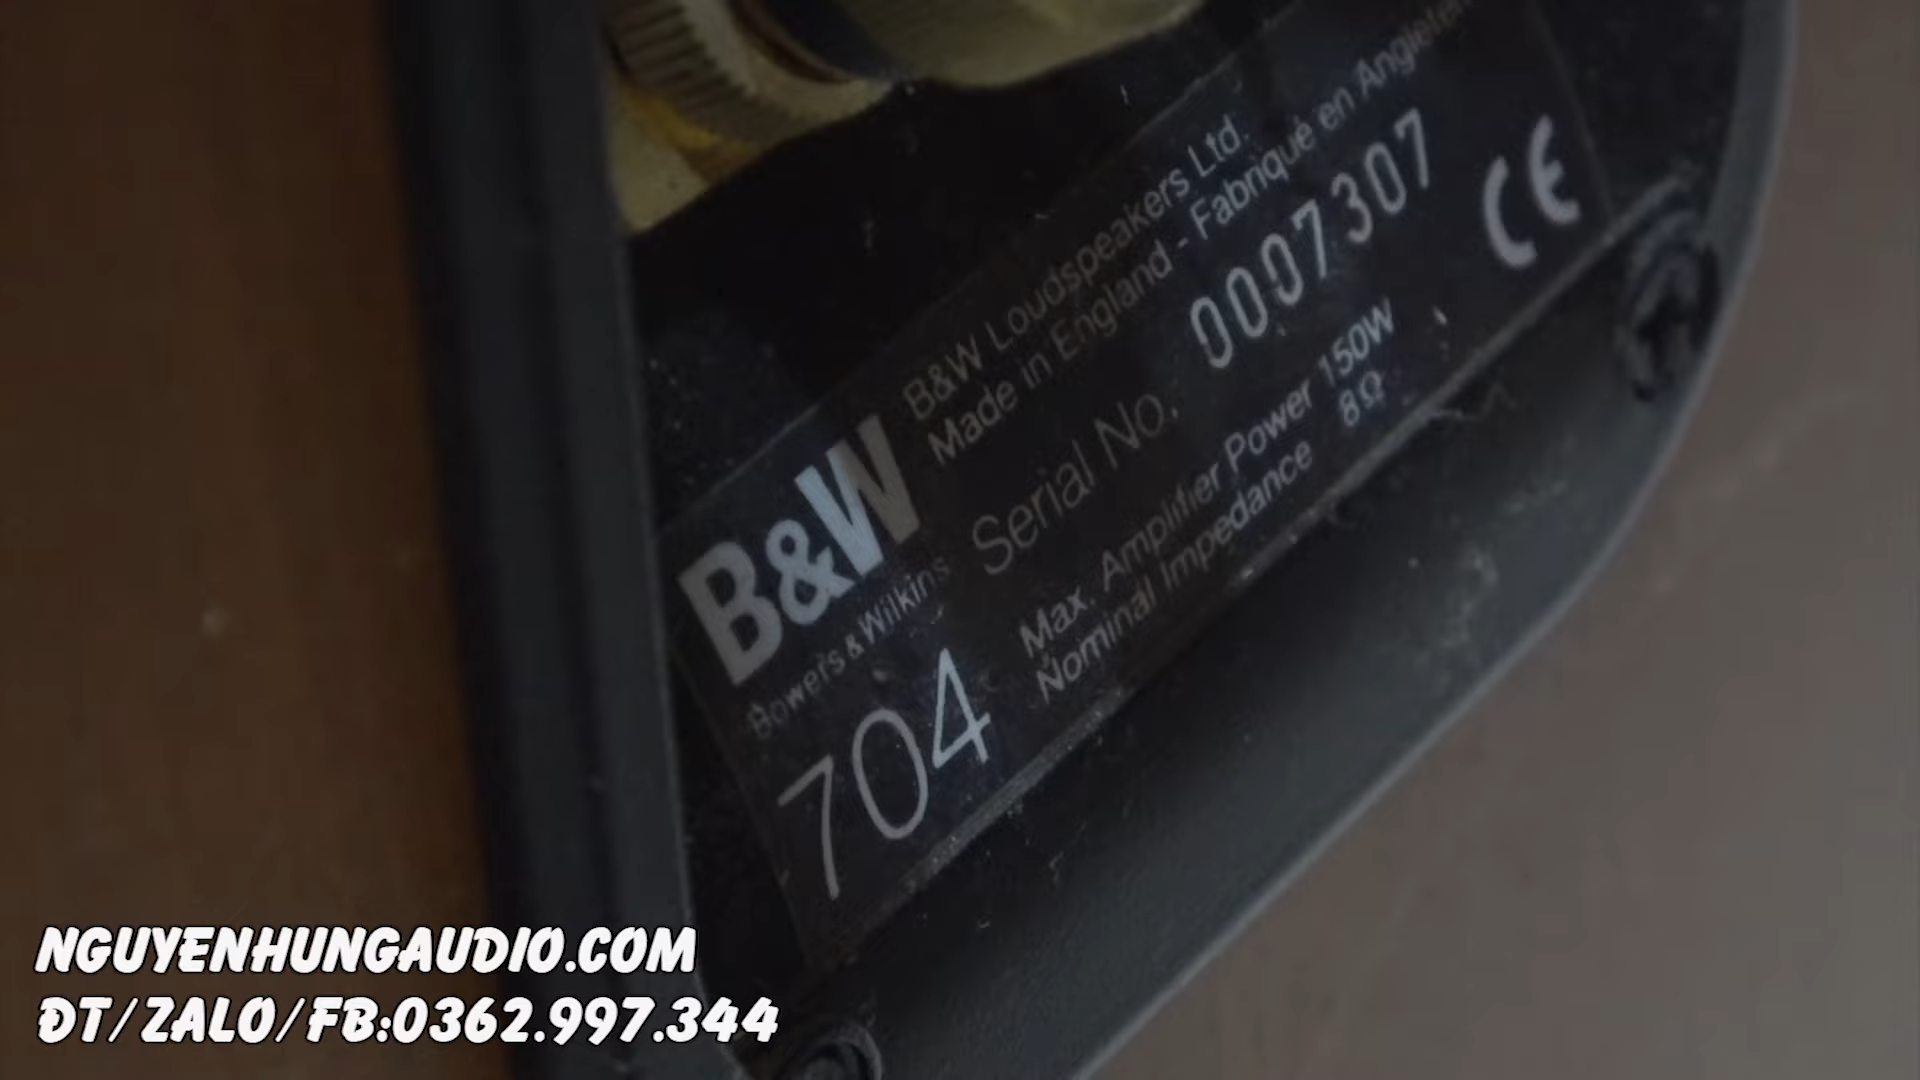 B&W Loudspeakers Ltd.
Made in England - Fabriqué en Angleterre
B&W
Bowers & Wilkins
Serial No. 0007307
CE
704
Max. Amplifier Power 150W
Nominal Impedance 8Ω
NGUYENHUNGAUDIO.COM
ĐT/ZALO/FB:0362.997.344